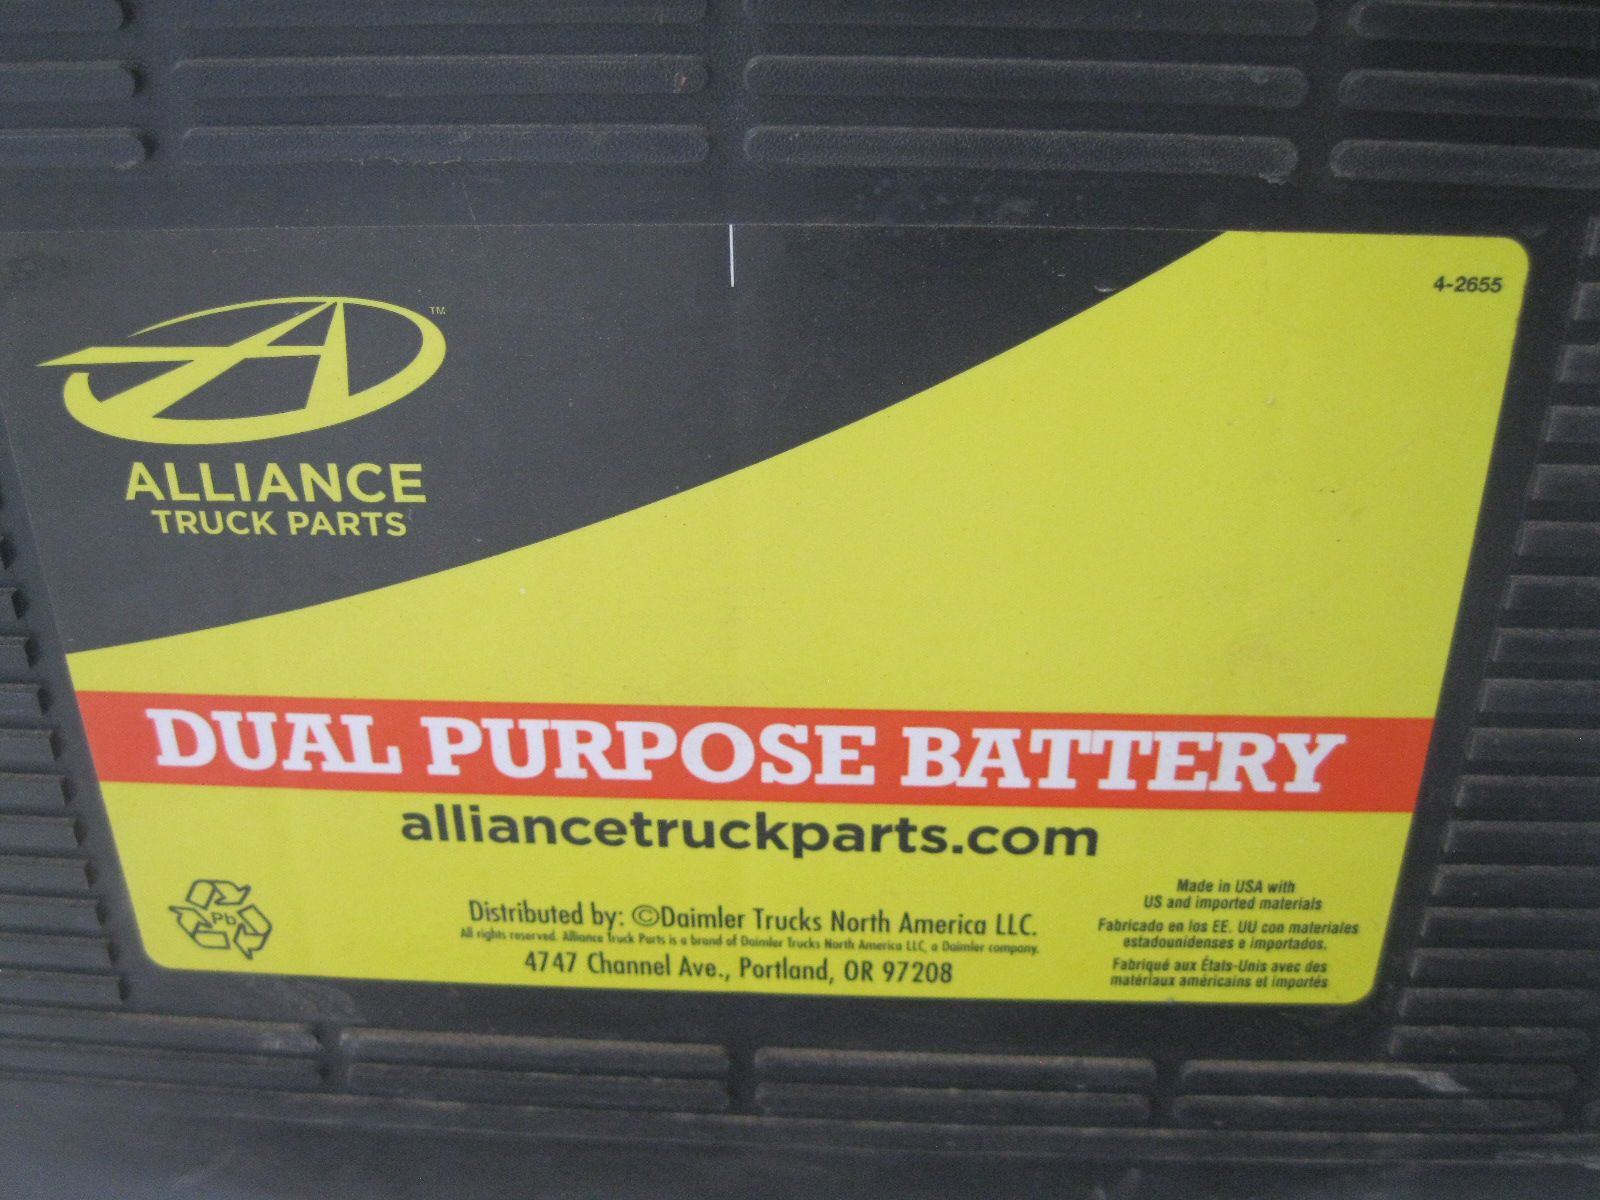 4-2655
TM
ALLIANCE
TRUCK PARTS
DUAL PURPOSE BATTERY
alliancetruckparts.com
Pb
Distributed by: ©Daimler Trucks North America LLC.
All rights reserved. Alliance Truck Parts is a brand of Daimler Trucks North America LLC, a Daimler company.
4747 Channel Ave., Portland, OR 97208
Made in USA with
US and imported materials
Fabricado en los EE. UU con materiales
estadounidenses e importados.
Fabriqué aux États-Unis avec des
matériaux américains et importés